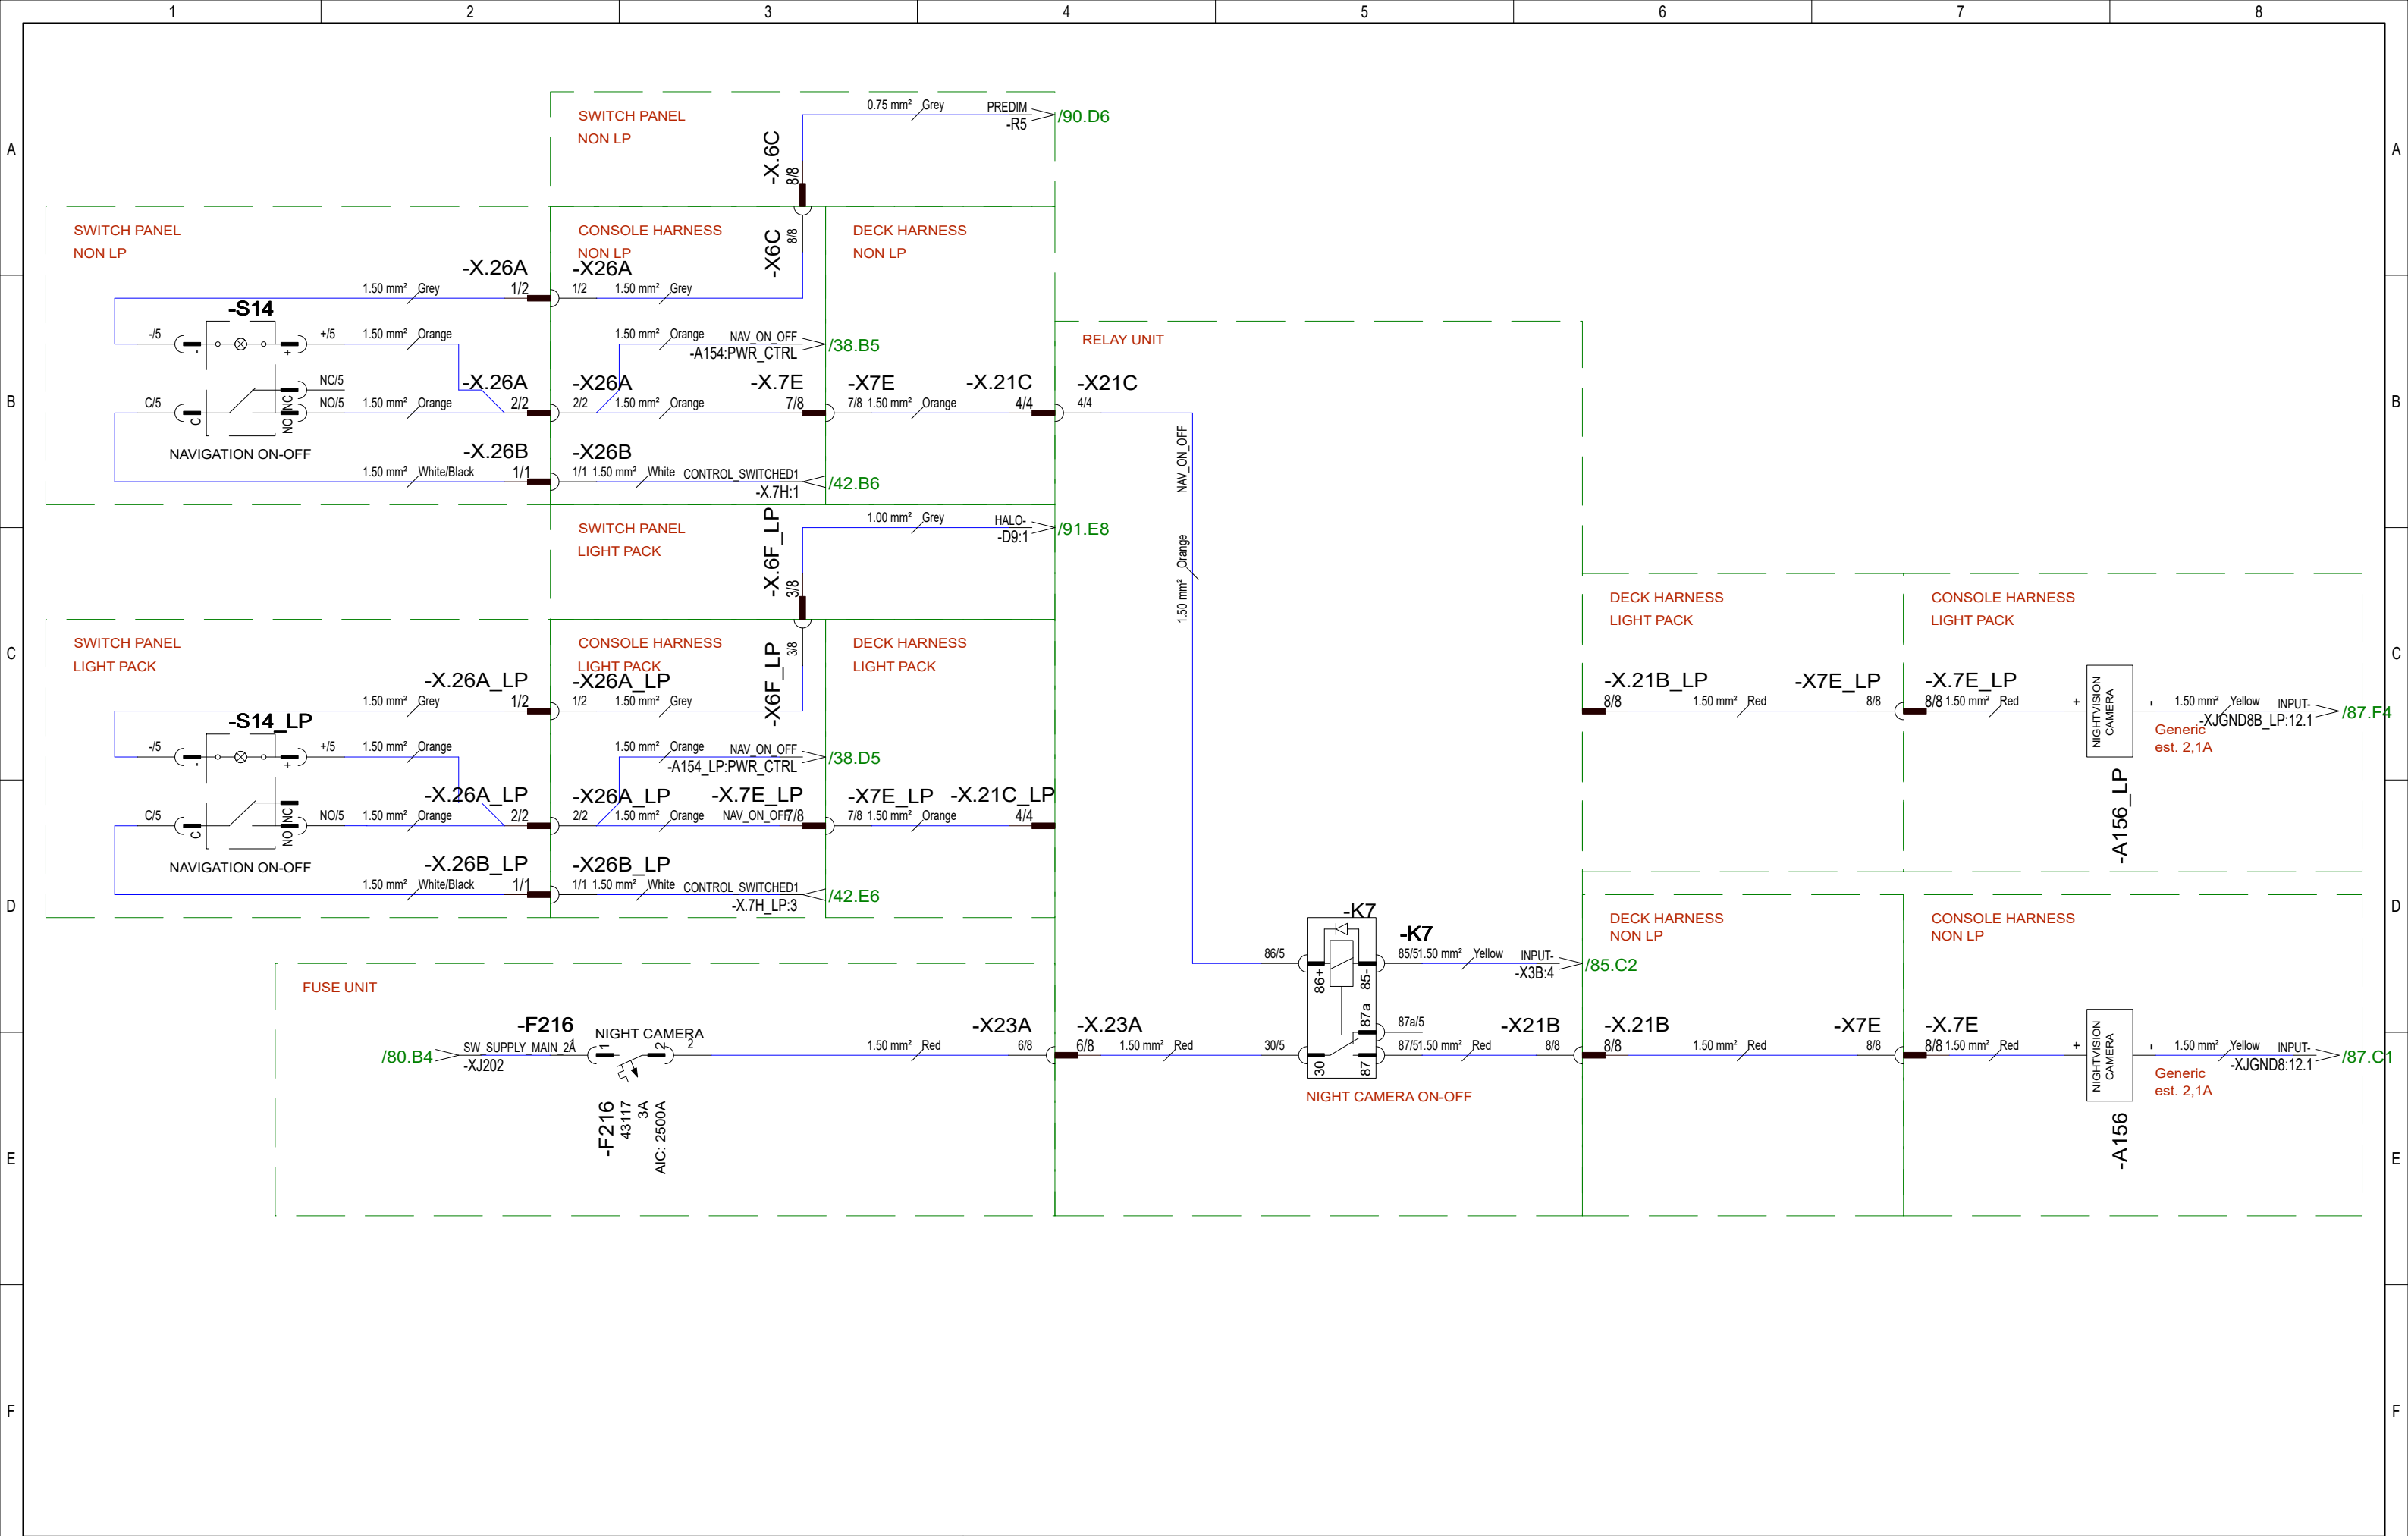 1 2 3 4 5 6 7 8
A A
SWITCH PANEL
NON LP
0.75 mm² Grey PREDIM
-R5
/90.D6
-X.6C
8/8
-X6C
8/8
SWITCH PANEL
NON LP
CONSOLE HARNESS
NON LP
DECK HARNESS
NON LP
-X.26A -X26A
1.50 mm² Grey 1/2 1/2 1.50 mm² Grey
-S14
-/5 - + +/5 1.50 mm² Orange
1.50 mm² Orange NAV_ON_OFF
-A154:PWR_CTRL
/38.B5
RELAY UNIT
NC/5
-X.26A -X26A -X.7E -X7E -X.21C -X21C
B B
C/5 C NO NC NO/5 1.50 mm² Orange 2/2 2/2 1.50 mm² Orange 7/8 7/8 1.50 mm² Orange 4/4 4/4
NAVIGATION ON-OFF
-X.26B -X26B
1.50 mm² White/Black 1/1 1/1 1.50 mm² White CONTROL_SWITCHED1
-X.7H:1
/42.B6
NAV_ON_OFF
1.50 mm² Orange
SWITCH PANEL
LIGHT PACK
1.00 mm² Grey HALO-
-D9:1
/91.E8
-X.6F_LP
3/8
-X6F_LP
3/8
C C
SWITCH PANEL
LIGHT PACK
CONSOLE HARNESS
LIGHT PACK
DECK HARNESS
LIGHT PACK
DECK HARNESS
LIGHT PACK
CONSOLE HARNESS
LIGHT PACK
-X.26A_LP -X26A_LP
1.50 mm² Grey 1/2 1/2 1.50 mm² Grey
-X.21B_LP -X7E_LP -X.7E_LP
8/8 1.50 mm² Red 8/8 8/8 1.50 mm² Red + NIGHTVISION
CAMERA
- 1.50 mm² Yellow INPUT-
-XJGND8B_LP:12.1
/87.F4
Generic
est. 2,1A
-A156_LP
-S14_LP
-/5 - + +/5 1.50 mm² Orange
1.50 mm² Orange NAV_ON_OFF
-A154_LP:PWR_CTRL
/38.D5
-X.26A_LP -X26A_LP -X.7E_LP -X7E_LP -X.21C_LP
C/5 C NO NC NO/5 1.50 mm² Orange 2/2 2/2 1.50 mm² Orange NAV_ON_OFF 7/8 7/8 1.50 mm² Orange 4/4
NAVIGATION ON-OFF
-X.26B_LP -X26B_LP
1.50 mm² White/Black 1/1 1/1 1.50 mm² White CONTROL_SWITCHED1
-X.7H_LP:3
/42.E6
D D
FUSE UNIT
-K7
-K7
86/5 86+ 85- 85/5 1.50 mm² Yellow INPUT-
-X3B:4
/85.C2
DECK HARNESS
NON LP
CONSOLE HARNESS
NON LP
/80.B4
SW_SUPPLY_MAIN_2A
-XJ202
-F216 NIGHT CAMERA
1 1 2 2
1.50 mm² Red
-X23A -X.23A
6/8 6/8 1.50 mm² Red
30/5 30 87a 87 87a/5
87/5 1.50 mm² Red
-X21B -X.21B -X7E -X.7E
8/8 8/8 1.50 mm² Red 8/8 8/8 1.50 mm² Red + NIGHTVISION
CAMERA
- 1.50 mm² Yellow INPUT-
-XJGND8:12.1
/87.C1
Generic
est. 2,1A
-A156
NIGHT CAMERA ON-OFF
-F216
43117
3A
AIC: 2500A
E E
F F